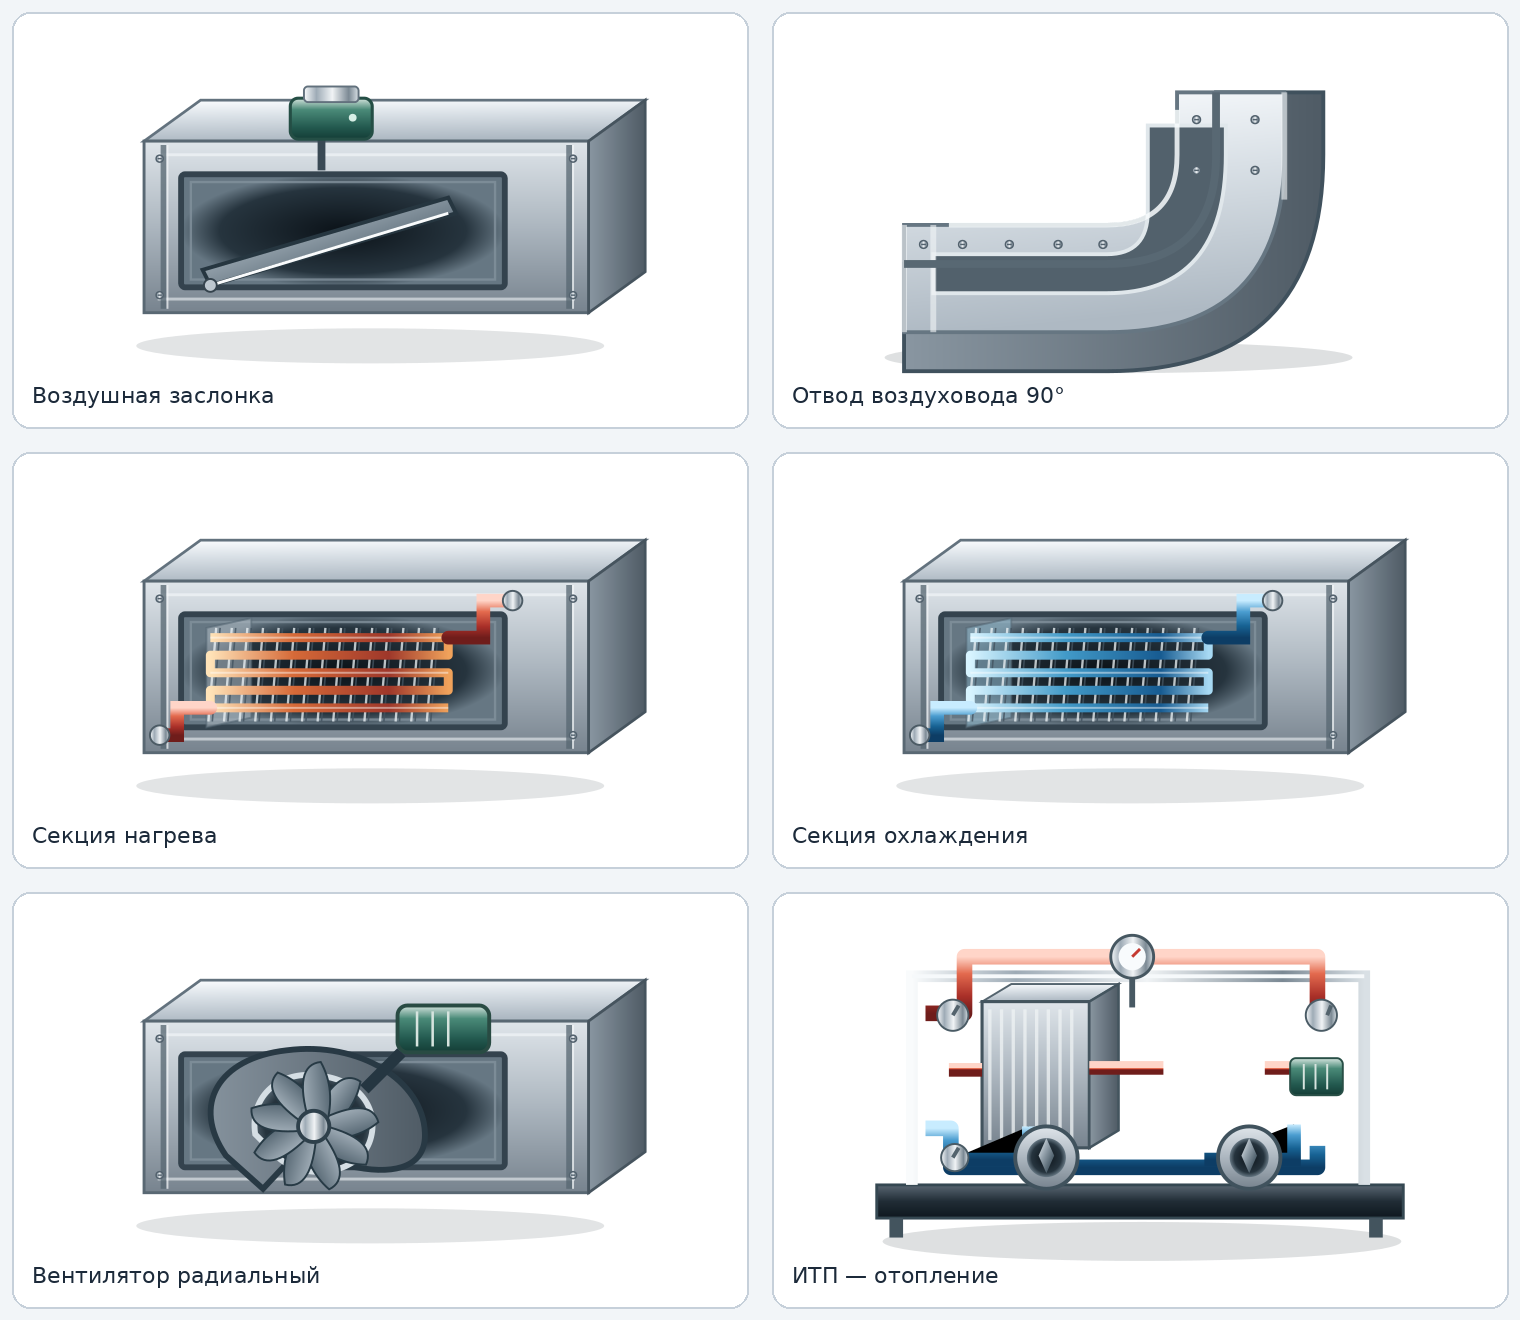 Воздушная заслонка
Отвод воздуховода 90°
Секция нагрева
Секция охлаждения
Вентилятор радиальный
ИТП — отопление